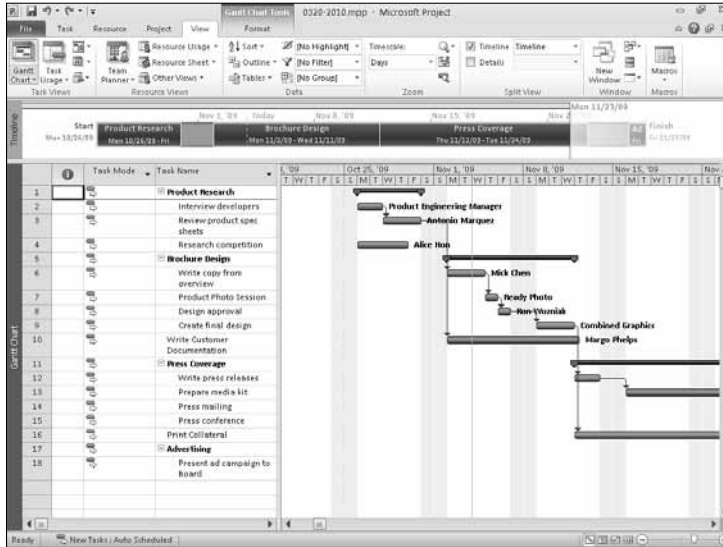 Gantt Chart Tools
0320-2010.mpp - Microsoft Project
File Task Resource Project View Format
Gantt Chart
Task Usage
Team Planner
Resource Usage
Resource Sheet
Other Views
Sort
Outline
Tables
[No Highlight]
[No Filter]
[No Group]
Timescale:
Days
Timeline Timeline
Details
New Window
Macros
Task Views Resource Views Data Zoom Split View Window Macros
Mon 11/23/09
Nov 1, '09 Today Nov 8, '09 Nov 15, '09
Timeline
Start
Mon 10/26/09
Product Research
Mon 10/26/09 - Fri
Brochure Design
Mon 11/2/09 - Wed 11/11/09
Press Coverage
Thu 11/12/09 - Tue 11/24/09
Ad
Fri
Finish
Task Mode Task Name
, '09 Oct 25, '09 Nov 1, '09 Nov 8, '09 Nov 15, '09 Nov
T W T F S S M T W T F S S M T W T F S S M T W T F S S M T W T F S
1 Product Research
2 Interview developers
Product Engineering Manager
3 Review product spec sheets
Antonio Marquez
4 Research competition
Alice Hon
5 Brochure Design
6 Write copy from overview
Mick Chen
7 Product Photo Session
Ready Photo
8 Design approval
Ron Wozniak
9 Create final design
Combined Graphics
10 Write Customer Documentation
Margo Phelps
11 Press Coverage
12 Write press releases
13 Prepare media kit
14 Press mailing
15 Press conference
16 Print Collateral
17 Advertising
18 Present ad campaign to Board
Gantt Chart
Ready New Tasks : Auto Scheduled